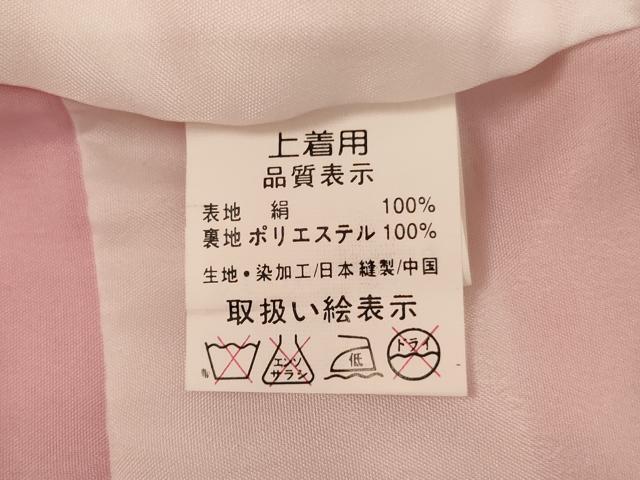 上着用
品質表示
表地 絹 100%
裏地 ポリエステル 100%
生地・染加工/日本 縫製/中国
取扱い絵表示
エンソサラシ 低 ドライ